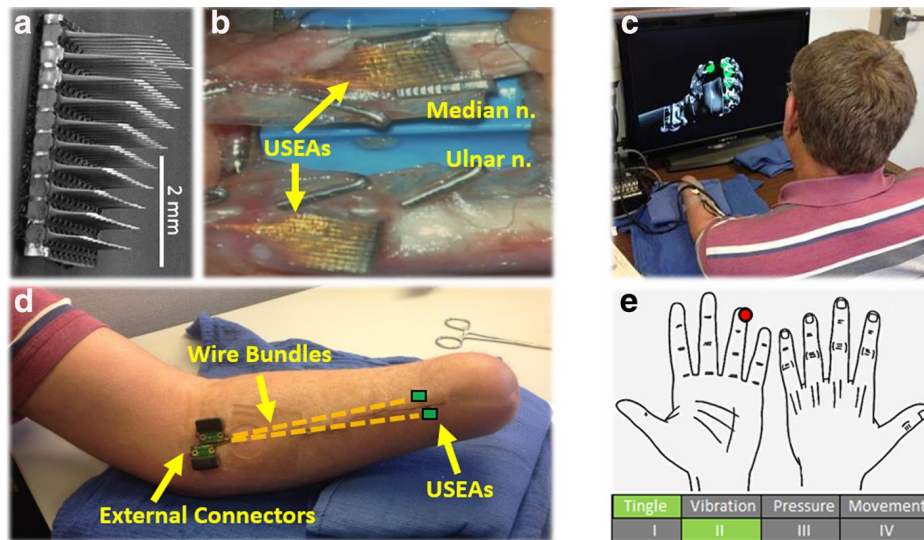 a
2 mm
b
USEAs
Median n.
Ulnar n.
c
d
Wire Bundles
External Connectors
USEAs
e
Tingle Vibration Pressure Movement
I II III IV